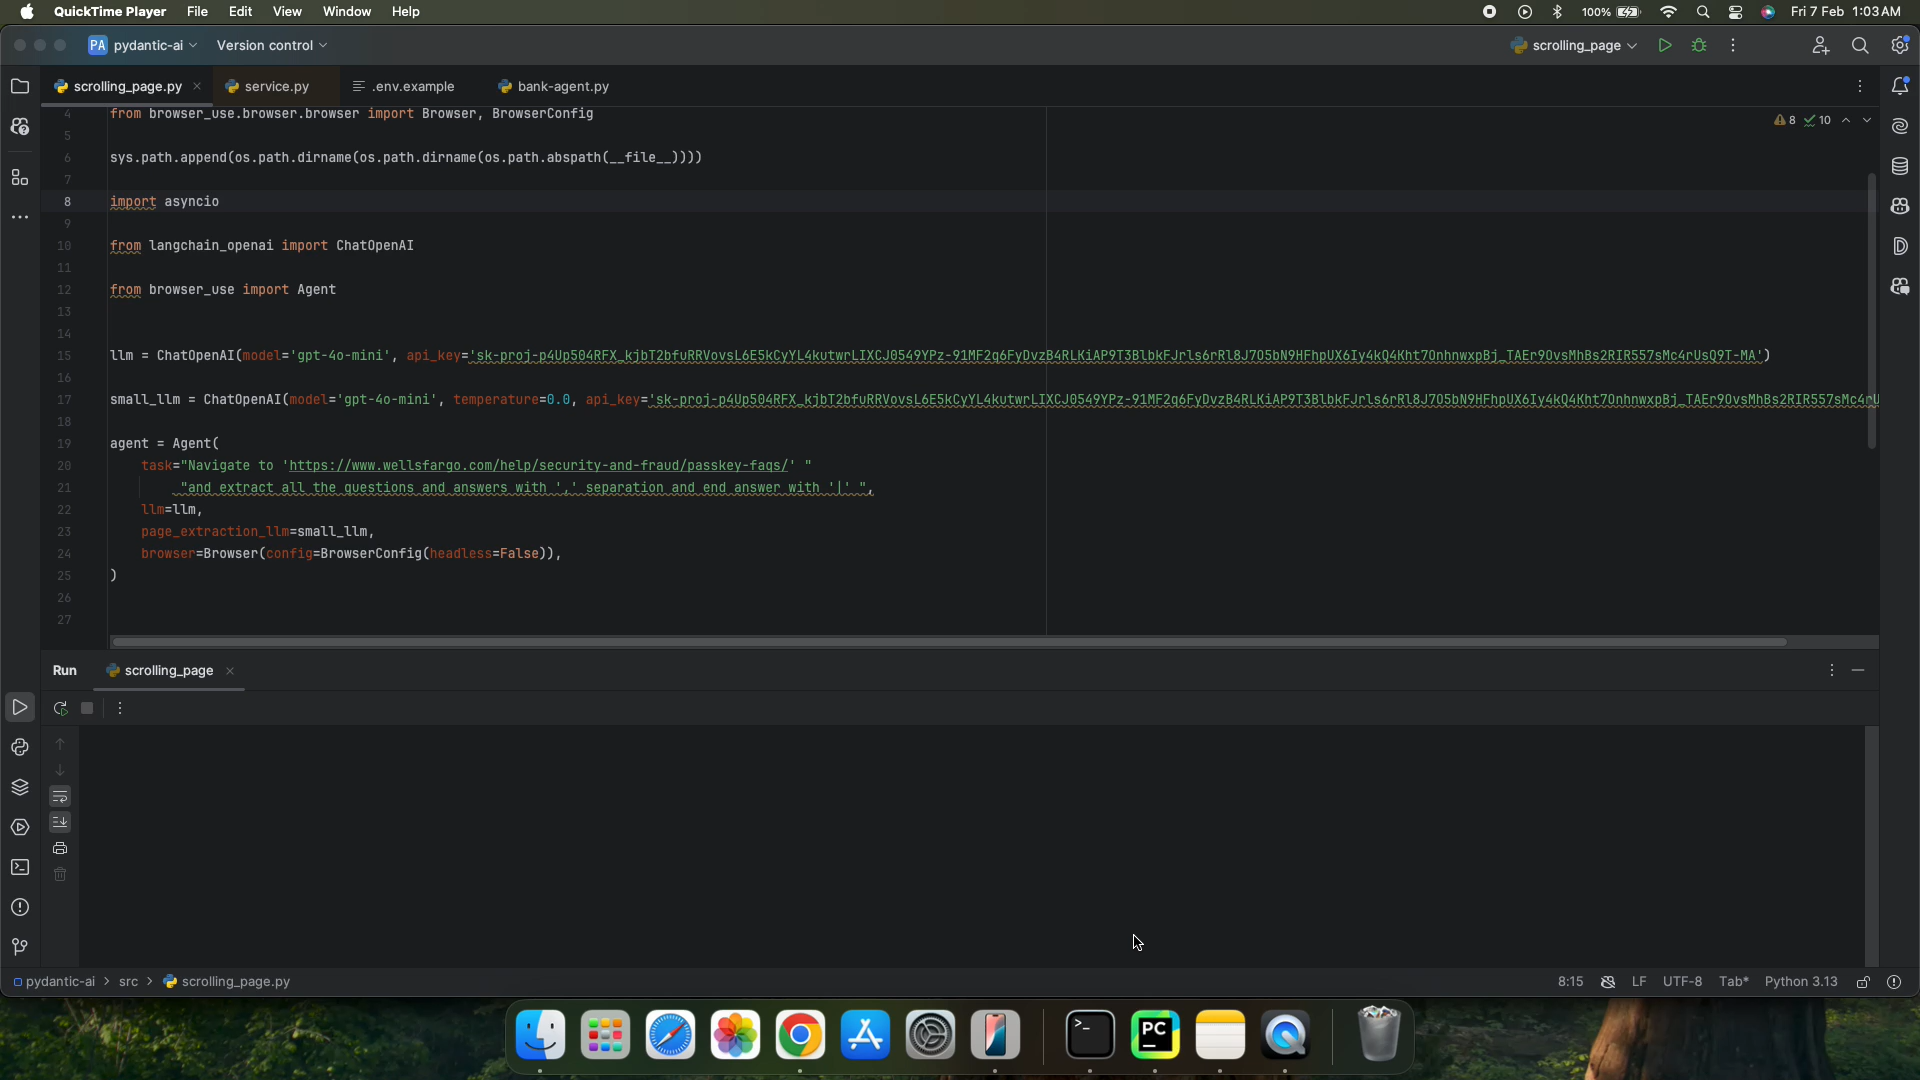 QuickTime Player File Edit View Window Help 100% Fri 7 Feb 1:03 AM
PA pydantic-ai Version control scrolling_page
scrolling_page.py service.py .env.example bank-agent.py
4 from browser_use.browser.browser import Browser, BrowserConfig
8 10
5
6 sys.path.append(os.path.dirname(os.path.dirname(os.path.abspath(__file__))))
7
8 import asyncio
9
10 from langchain_openai import ChatOpenAI
11
12 from browser_use import Agent
13
14
15 llm = ChatOpenAI(model='gpt-4o-mini', api_key='')
16
17 small_llm = ChatOpenAI(model='gpt-4o-mini', temperature=0.0, api_key='
18
19 agent = Agent(
20 task="Navigate to 'https://www.wellsfargo.com/help/security-and-fraud/passkey-faqs/' "
21 "and extract all the questions and answers with ',' separation and end answer with '|' ",
22 llm=llm,
23 page_extraction_llm=small_llm,
24 browser=Browser(config=BrowserConfig(headless=False)),
25 )
26
27
Run scrolling_page
pydantic-ai > src > scrolling_page.py 8:15 LF UTF-8 Tab* Python 3.13
PC